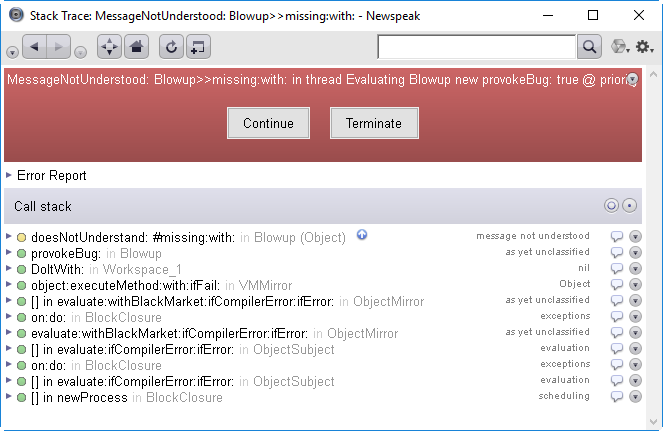 Stack Trace: MessageNotUnderstood: Blowup>>missing:with: - Newspeak
MessageNotUnderstood: Blowup>>missing:with: in thread Evaluating Blowup new provokeBug: true @ priority
Continue Terminate
Error Report
Call stack
doesNotUnderstand: #missing:with: in Blowup (Object) message not understood
provokeBug: in Blowup as yet unclassified
DoItWith: in Workspace_1 nil
object:executeMethod:with:ifFail: in VMMirror Object
[] in evaluate:withBlackMarket:ifCompilerError:ifError: in ObjectMirror as yet unclassified
on:do: in BlockClosure exceptions
evaluate:withBlackMarket:ifCompilerError:ifError: in ObjectMirror as yet unclassified
[] in evaluate:ifCompilerError:ifError: in ObjectSubject evaluation
on:do: in BlockClosure exceptions
[] in evaluate:ifCompilerError:ifError: in ObjectSubject evaluation
[] in newProcess in BlockClosure scheduling